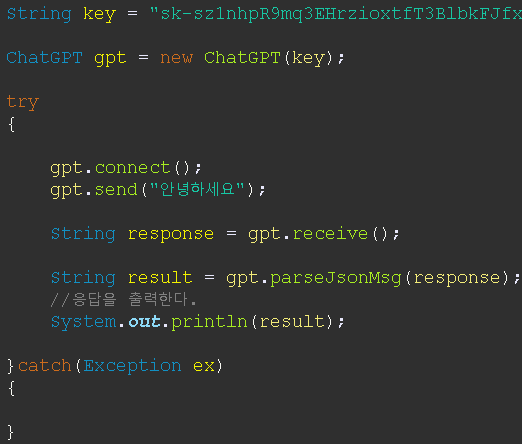 String key = "sk-sz1nhpR9mq3EHrzioxtfT3BlbkFJfx
ChatGPT gpt = new ChatGPT(key);
try
{
gpt.connect();
gpt.send("안녕하세요");
String response = gpt.receive();
String result = gpt.parseJsonMsg(response);
//응답을 출력한다.
System.out.println(result);
}catch(Exception ex)
{
}